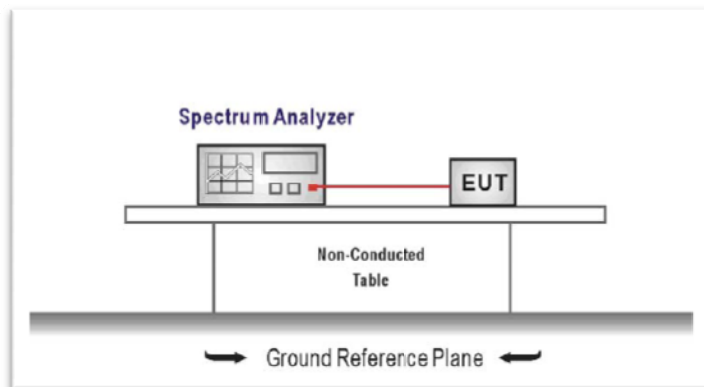 Spectrum Analyzer
EUT
Non-Conducted
Table
Ground Reference Plane